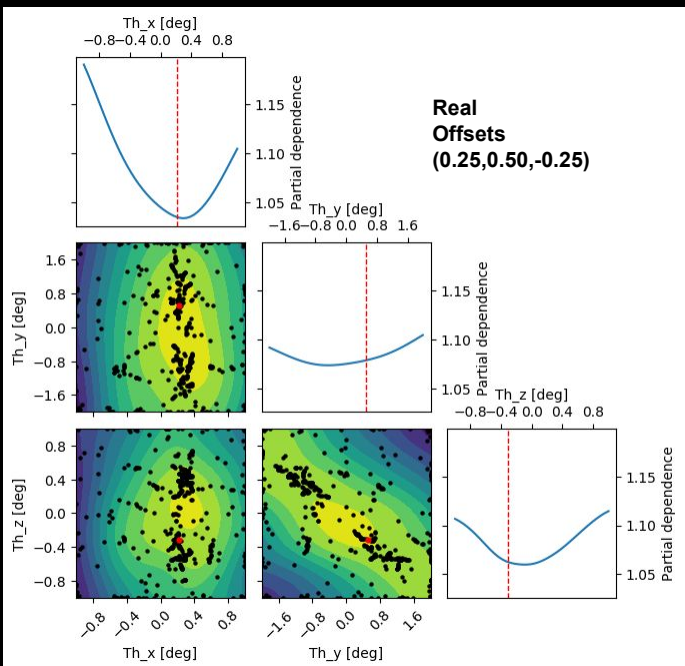 Th_x [deg]
−0.8 −0.4 0.0 0.4 0.8
1.15
1.10
1.05
Partial dependence
Real
Offsets
(0.25,0.50,-0.25)
Th_y [deg]
−1.6 −0.8 0.0 0.8 1.6
1.6
0.8
0.0
−0.8
−1.6
Th_y [deg]
1.15
1.10
1.05
Partial dependence
Th_z [deg]
−0.8 −0.4 0.0 0.4 0.8
0.8
0.4
0.0
−0.4
−0.8
Th_z [deg]
1.15
1.10
1.05
Partial dependence
−0.8 −0.4 0.0 0.4 0.8
Th_x [deg]
−1.6 −0.8 0.0 0.8 1.6
Th_y [deg]